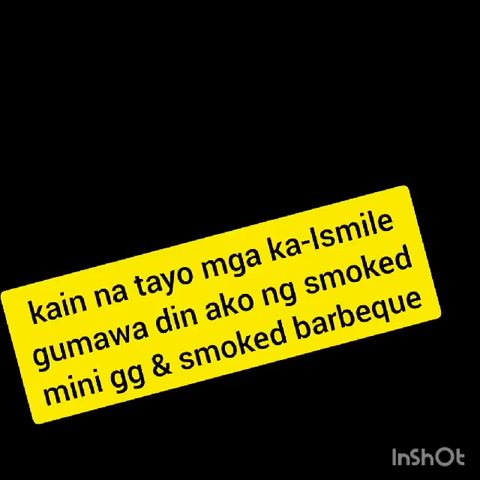 kain na tayo mga ka-Ismile
gumawa din ako ng smoked
mini gg & smoked barbeque
InShOt